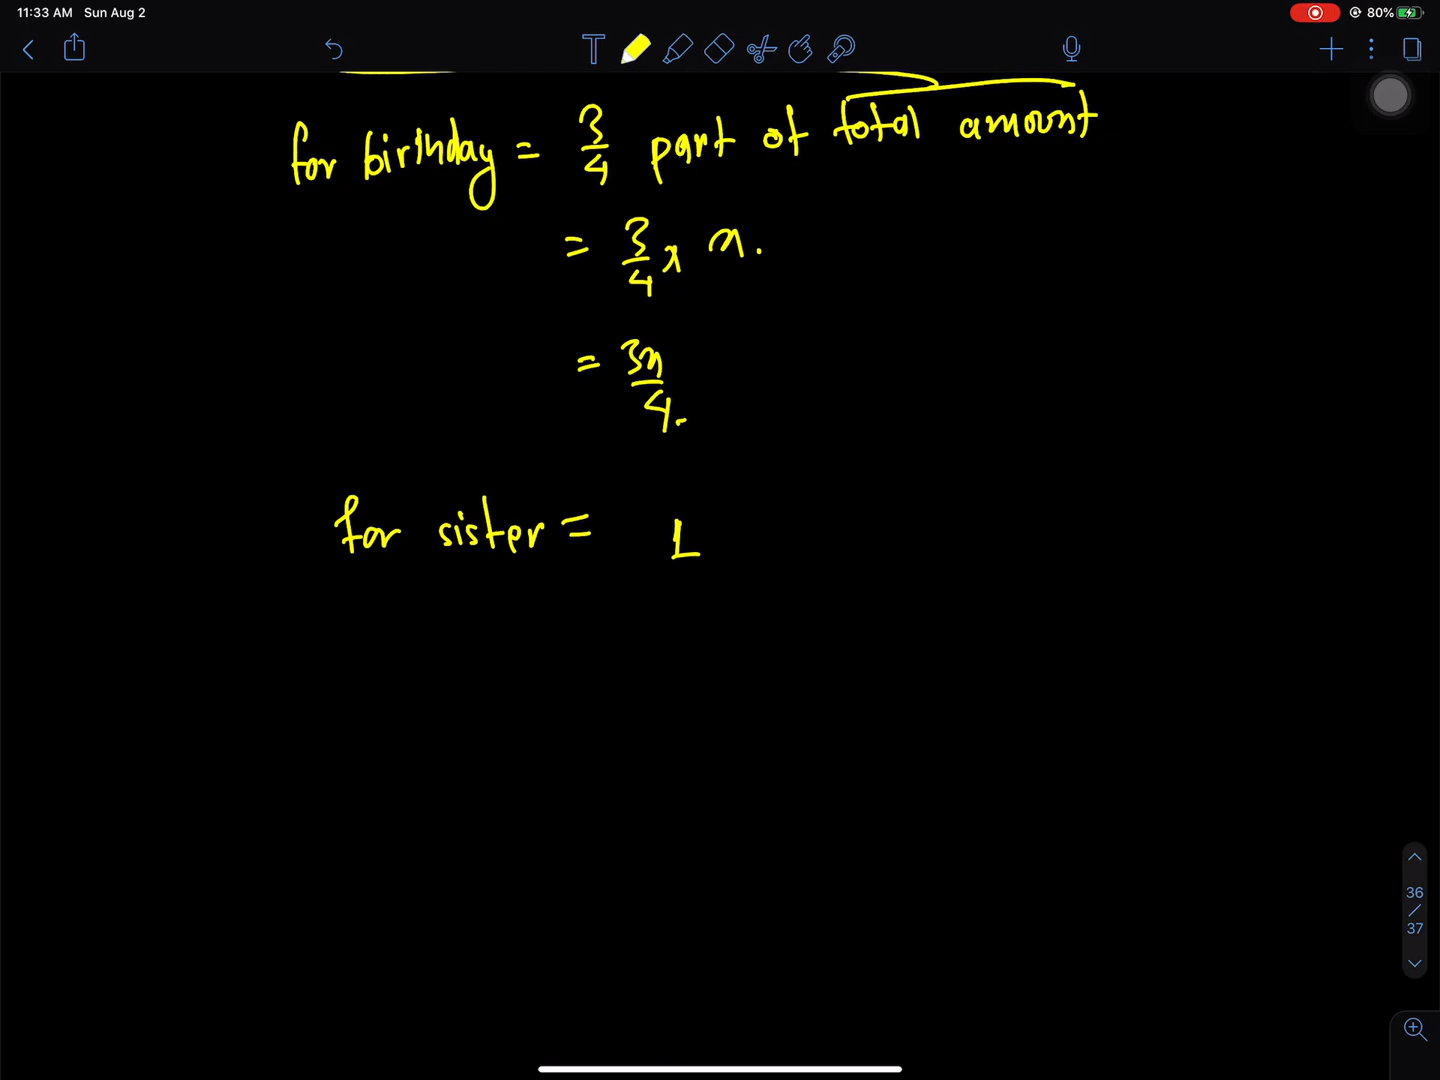 11:33 AM Sun Aug 2
80%
for birthday = 3/4 part of total amount
= 3/4 x x.
= 3x/4.
for sister = 1
36
/
37